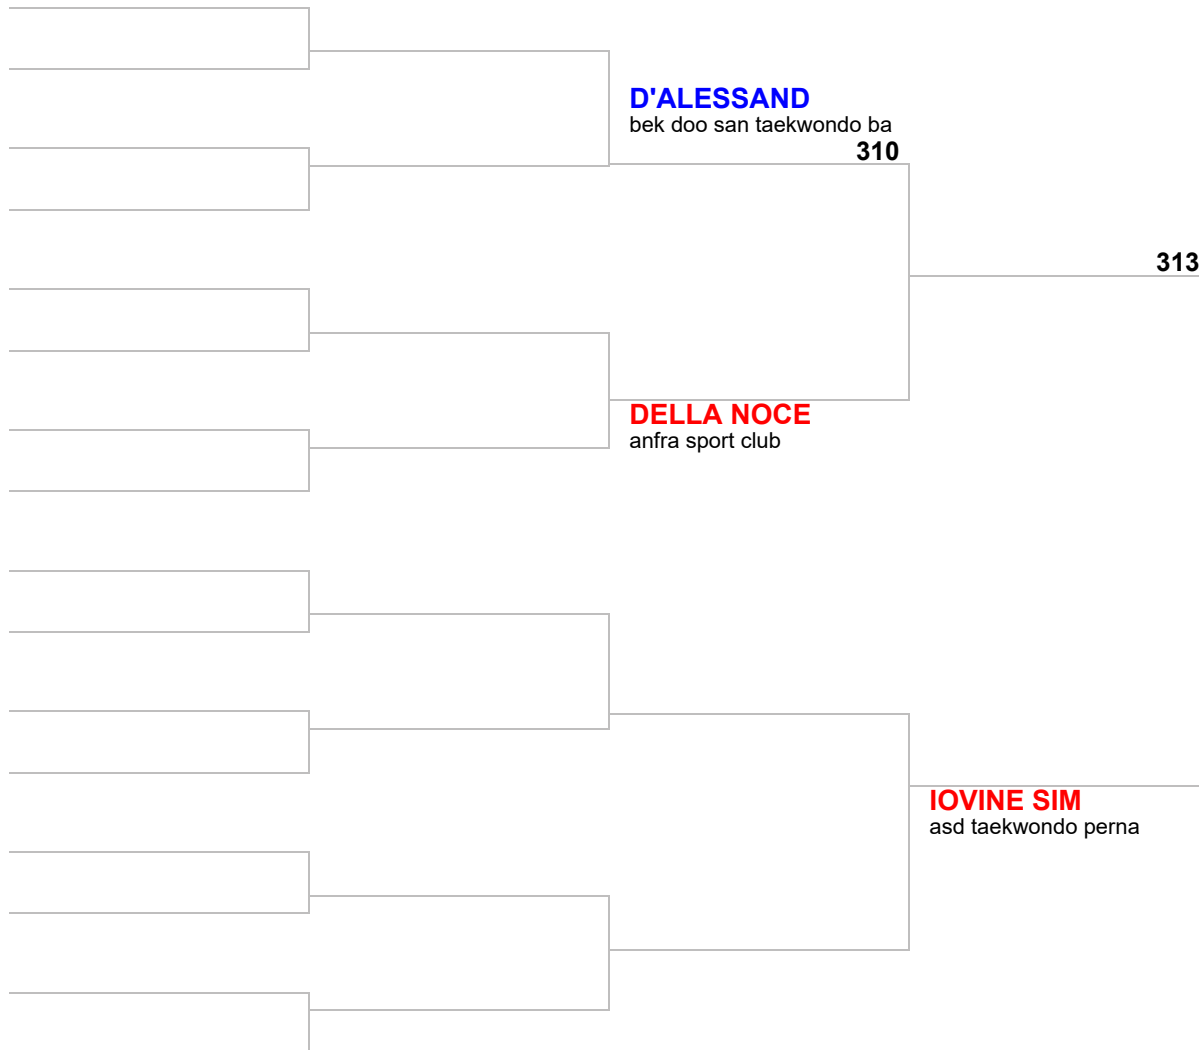 D'ALESSAND
bek doo san taekwondo ba
310
313
DELLA NOCE
anfra sport club
IOVINE SIM
asd taekwondo perna